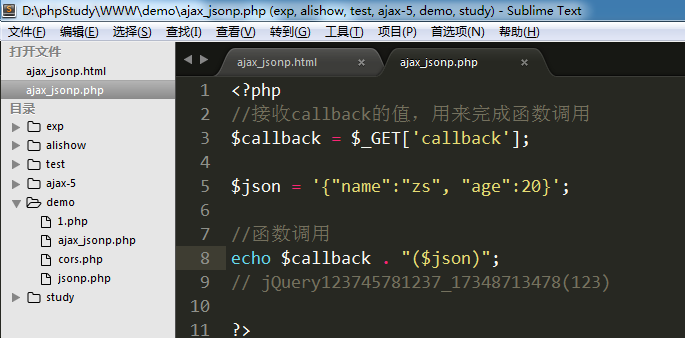 D:\phpStudy\WWW\demo\ajax_jsonp.php (exp, alishow, test, ajax-5, demo, study) - Sublime Text
文件(F) 编辑(E) 选择(S) 查找(I) 查看(V) 转到(G) 工具(T) 项目(P) 首选项(N) 帮助(H)
打开文件
ajax_jsonp.html
ajax_jsonp.php
目录
exp
alishow
test
ajax-5
demo
1.php
ajax_jsonp.php
cors.php
jsonp.php
study
ajax_jsonp.html × ajax_jsonp.php ×
1 <?php
2 //接收callback的值，用来完成函数调用
3 $callback = $_GET['callback'];
4
5 $json = '{"name":"zs", "age":20}';
6
7 //函数调用
8 echo $callback . "($json)";
9 // jQuery123745781237_17348713478(123)
10
11 ?>